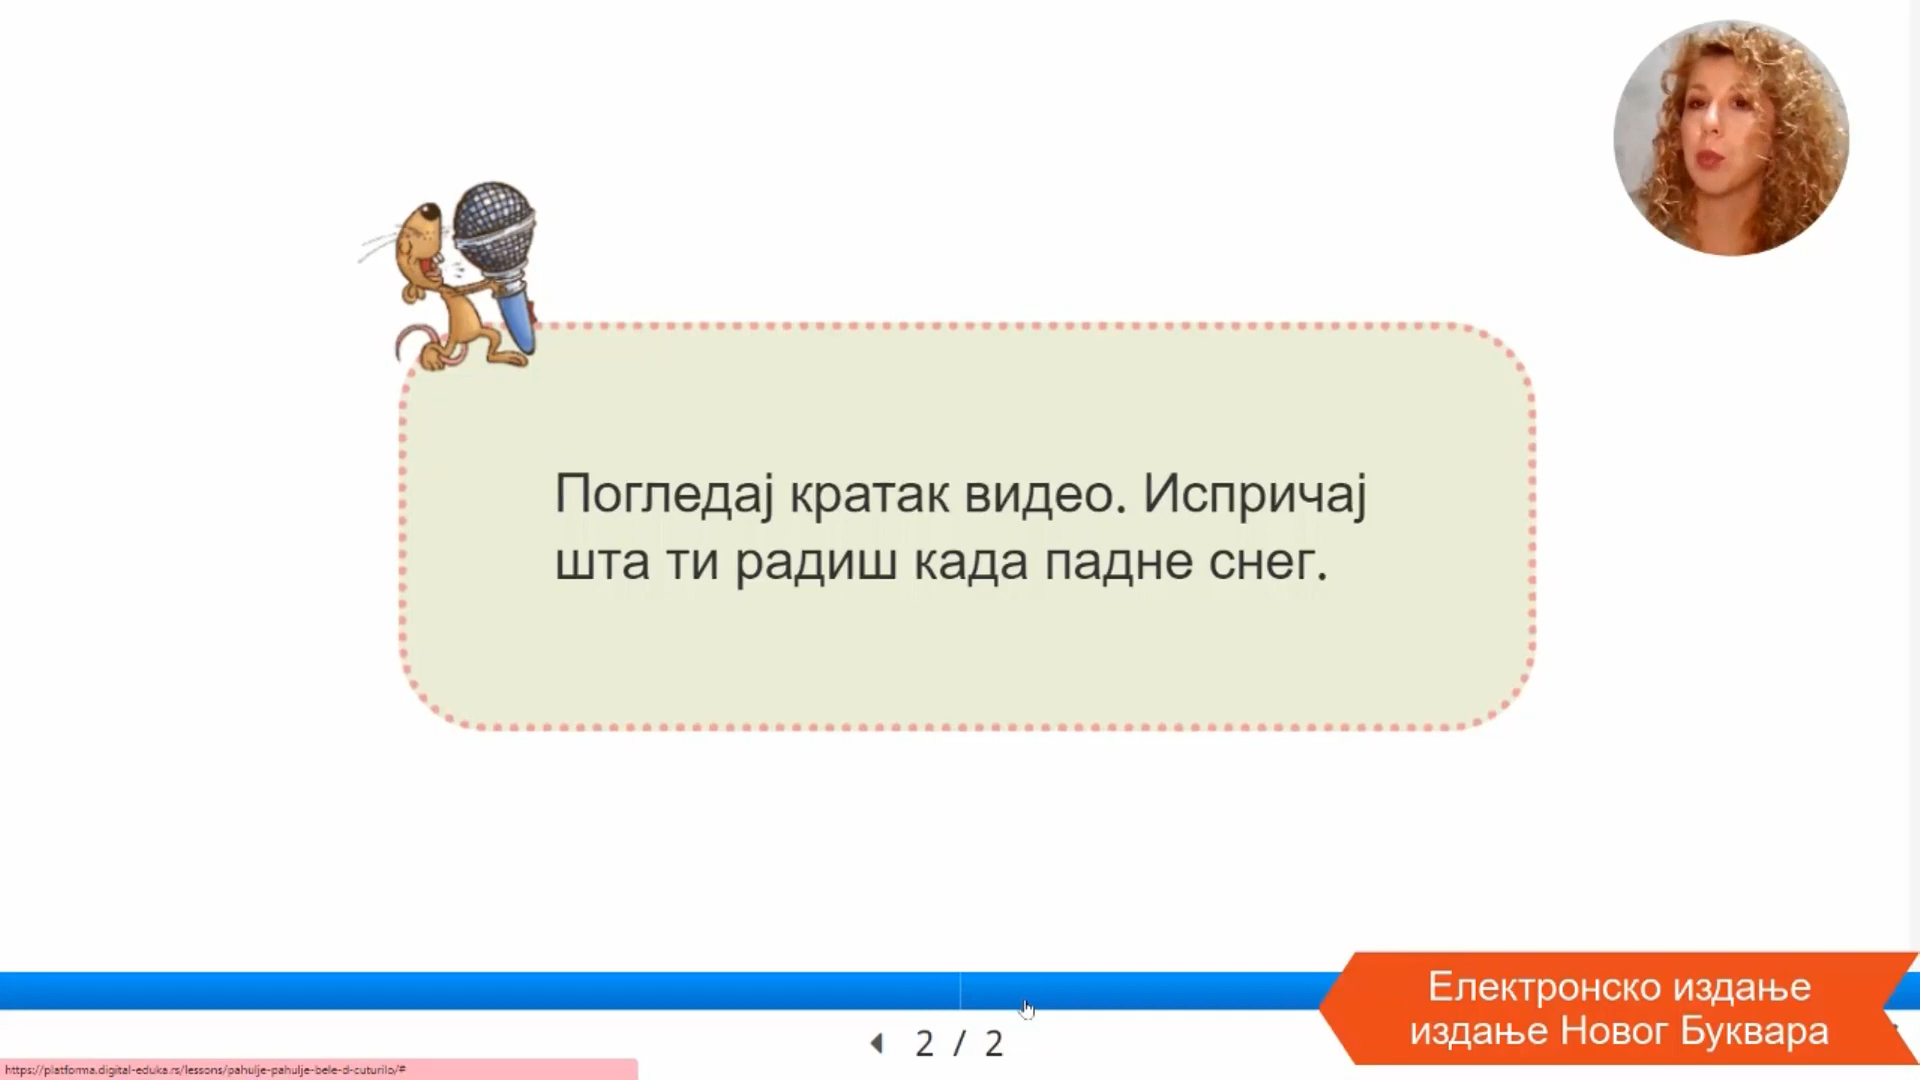 Погледај кратак видео. Испричај
шта ти радиш када падне снег.
Електронско издање
издање Новог Буквара
2 / 2
https://platforma.digital-eduka.rs/lessons/pahulje-pahulje-bele-d-cuturilo/#